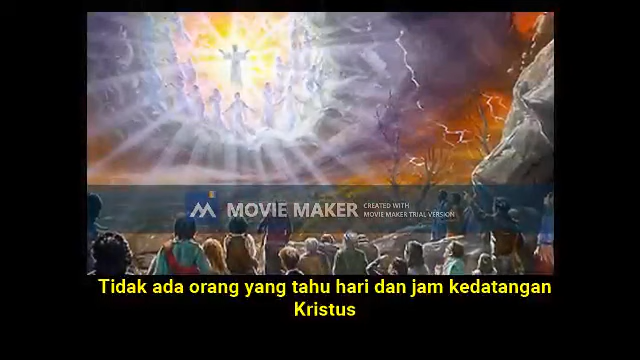 MOVIE MAKER
CREATED WITH
MOVIE MAKER TRIAL VERSION
Tidak ada orang yang tahu hari dan jam kedatangan
Kristus